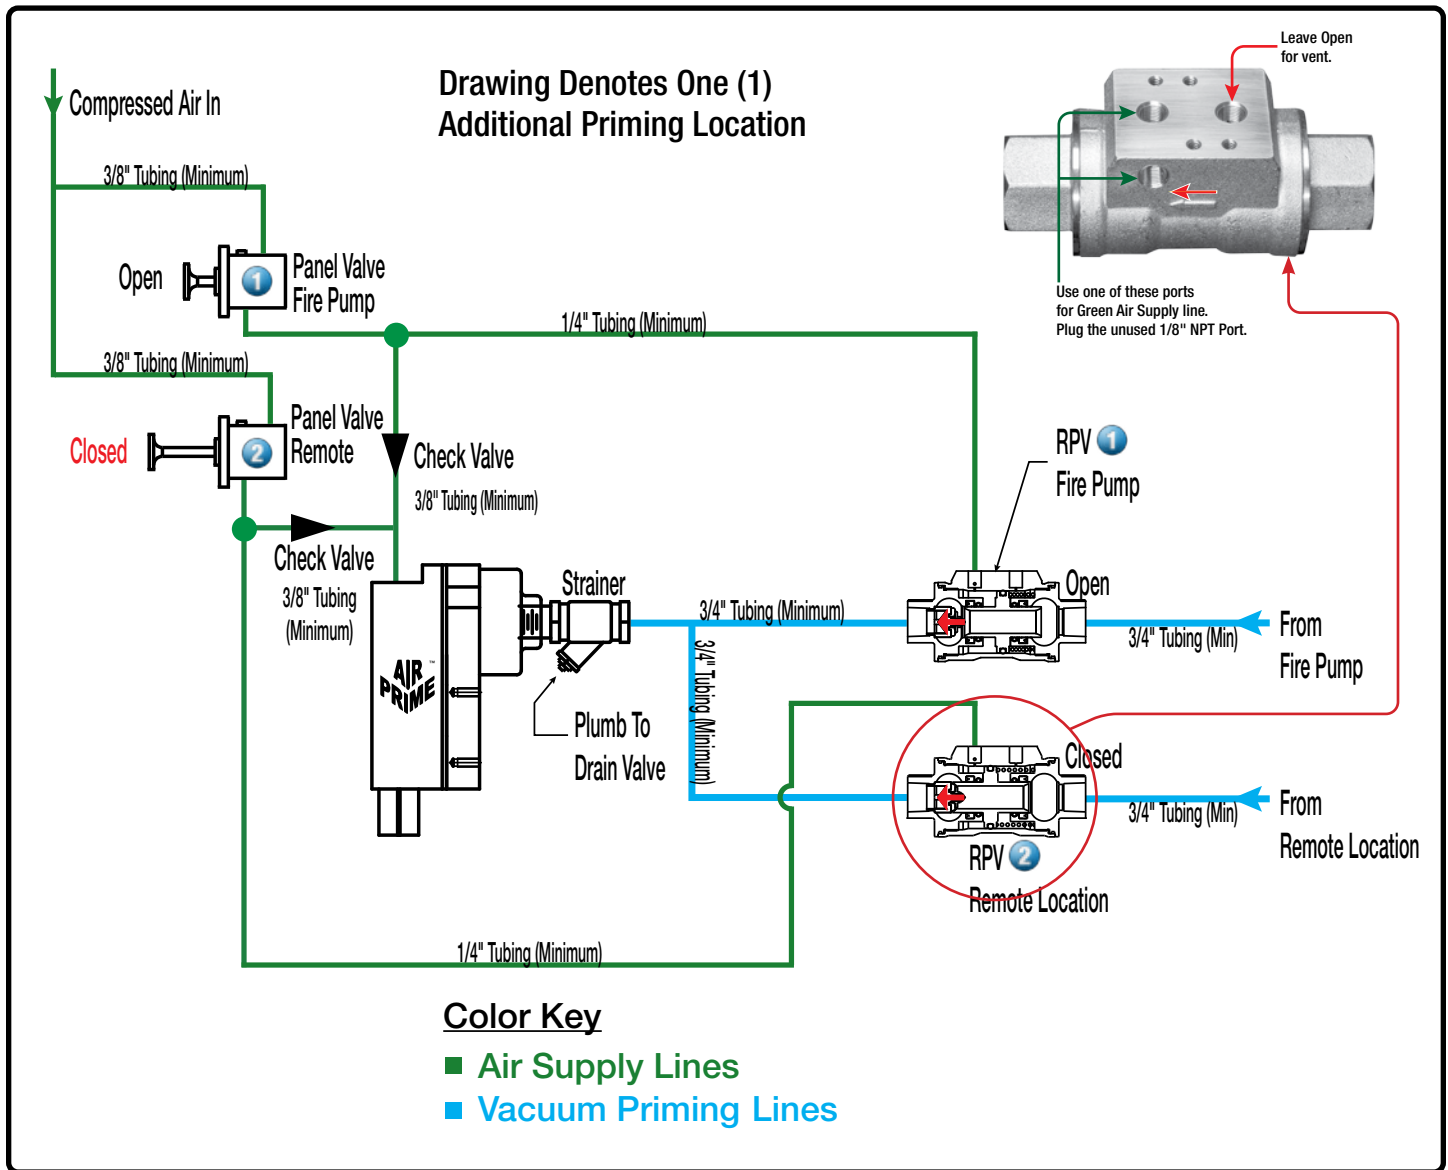 Drawing Denotes One (1)
Additional Priming Location
Leave Open
for vent.
Compressed Air In
3/8" Tubing (Minimum)
Open
1
Panel Valve
Fire Pump
Use one of these ports
for Green Air Supply line.
Plug the unused 1/8" NPT Port.
1/4" Tubing (Minimum)
3/8" Tubing (Minimum)
Closed
2
Panel Valve
Remote
Check Valve
3/8" Tubing (Minimum)
RPV 1
Fire Pump
Check Valve
3/8" Tubing
(Minimum)
Strainer
3/4" Tubing (Minimum)
Open
3/4" Tubing (Min)
From
Fire Pump
AIR
PRIME™
3/4" Tubing (Minimum)
Plumb To
Drain Valve
Closed
3/4" Tubing (Min)
From
Remote Location
RPV 2
Remote Location
1/4" Tubing (Minimum)
Color Key
Air Supply Lines
Vacuum Priming Lines